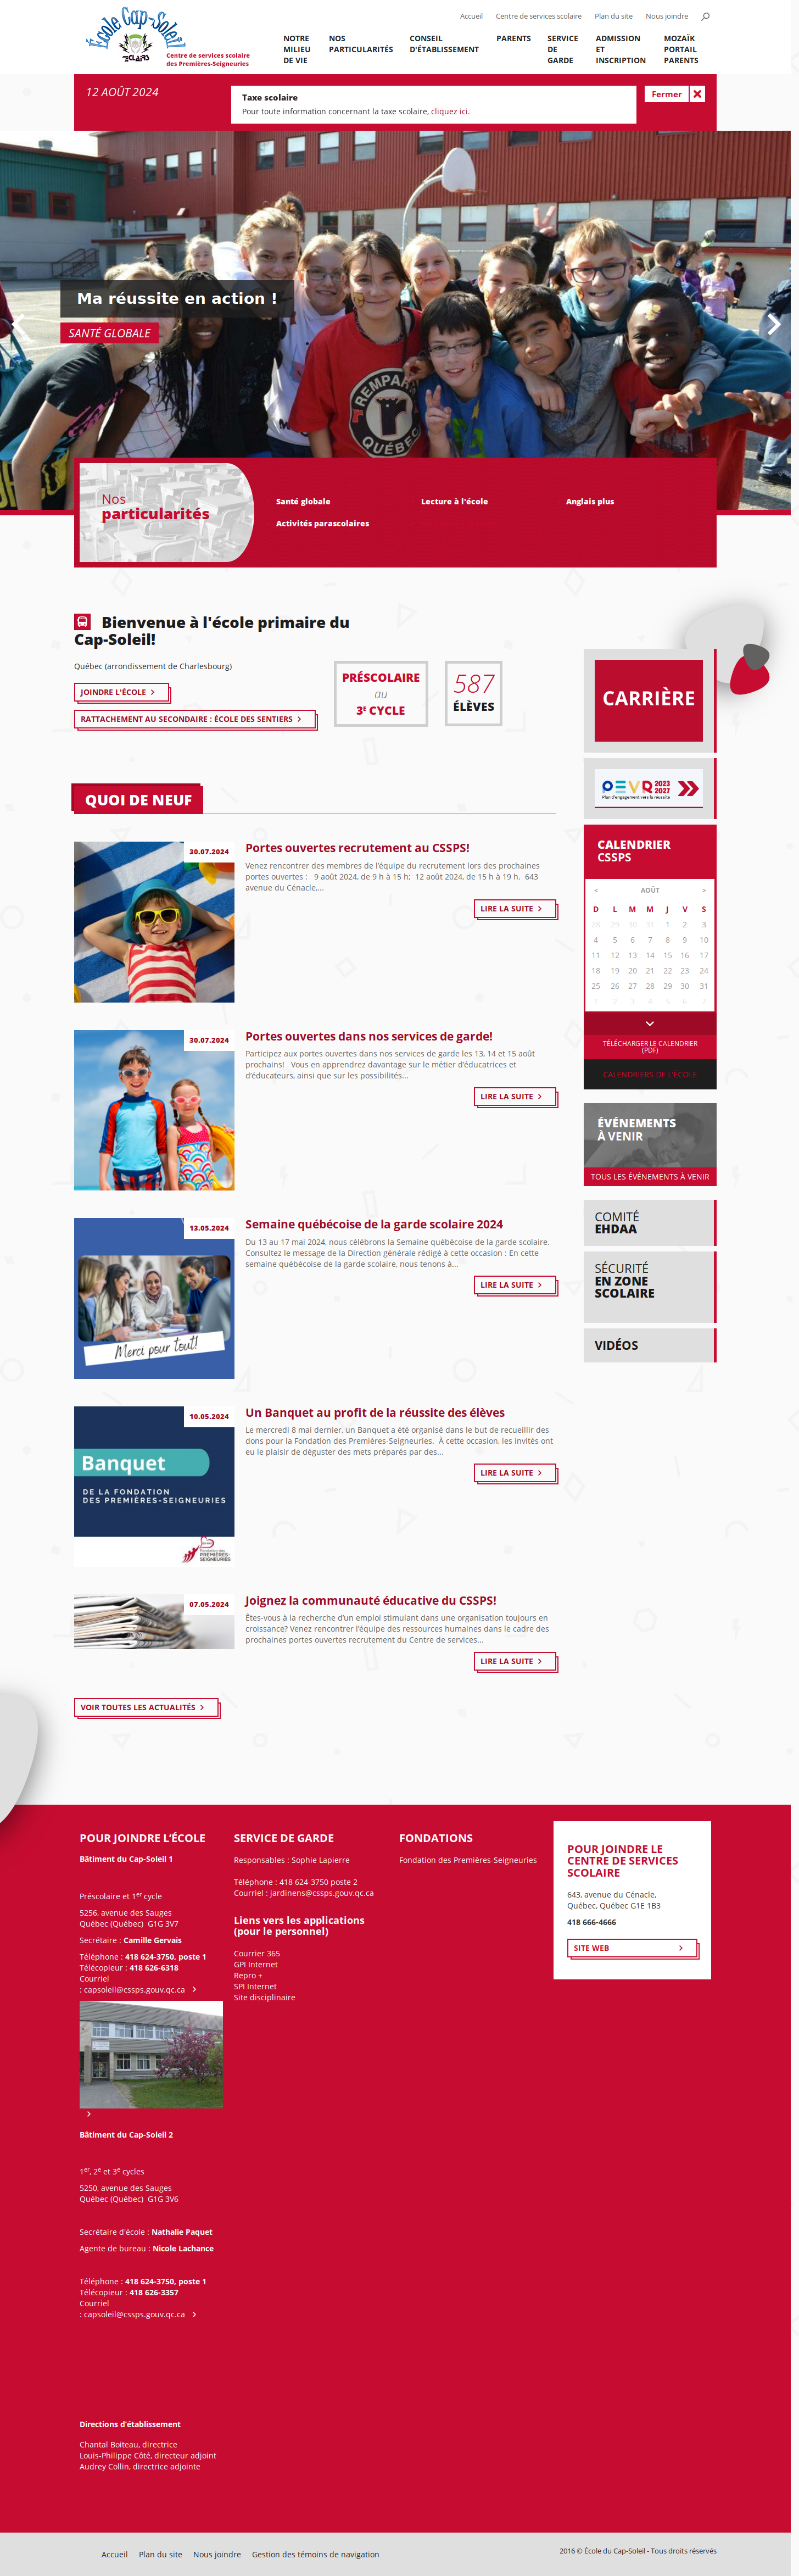 École Cap-Soleil
Centre de services scolaire
des Premières-Seigneuries
Accueil
Centre de services scolaire
Plan du site
Nous joindre
NOTRE
MILIEU
DE VIE
NOS
PARTICULARITÉS
CONSEIL
D'ÉTABLISSEMENT
PARENTS
SERVICE
DE
GARDE
ADMISSION
ET
INSCRIPTION
MOZAÏK
PORTAIL
PARENTS
12 AOÛT 2024
Taxe scolaire
Pour toute information concernant la taxe scolaire, cliquez ici.
Fermer
Ma réussite en action !
SANTÉ GLOBALE
REMPAR
QUÉBEC
Nos
particularités
Santé globale
Lecture à l'école
Anglais plus
Activités parascolaires
Bienvenue à l'école primaire du
Cap-Soleil!
Québec (arrondissement de Charlesbourg)
JOINDRE L'ÉCOLE
RATTACHEMENT AU SECONDAIRE : ÉCOLE DES SENTIERS
PRÉSCOLAIRE
au
3E CYCLE
587
ÉLÈVES
CARRIÈRE
PEVR 2023
2027
Plan d'engagement vers la réussite
QUOI DE NEUF
30.07.2024
Portes ouvertes recrutement au CSSPS!
Venez rencontrer des membres de l'équipe du recrutement lors des prochaines
portes ouvertes :   9 août 2024, de 9 h à 15 h;  12 août 2024, de 15 h à 19 h.  643
avenue du Cénacle,...
LIRE LA SUITE
30.07.2024
Portes ouvertes dans nos services de garde!
Participez aux portes ouvertes dans nos services de garde les 13, 14 et 15 août
prochains!   Vous en apprendrez davantage sur le métier d'éducatrices et
d'éducateurs, ainsi que sur les possibilités...
LIRE LA SUITE
13.05.2024
Merci pour tout!
Semaine québécoise de la garde scolaire 2024
Du 13 au 17 mai 2024, nous célébrons la Semaine québécoise de la garde scolaire.
Consultez le message de la Direction générale rédigé à cette occasion : En cette
semaine québécoise de la garde scolaire, nous tenons à...
LIRE LA SUITE
10.05.2024
Banquet
DE LA FONDATION
DES PREMIÈRES-SEIGNEURIES
Fondation des
PREMIÈRES-
SEIGNEURIES
Un Banquet au profit de la réussite des élèves
Le mercredi 8 mai dernier, un Banquet a été organisé dans le but de recueillir des
dons pour la Fondation des Premières-Seigneuries.  À cette occasion, les invités ont
eu le plaisir de déguster des mets préparés par des...
LIRE LA SUITE
07.05.2024
Joignez la communauté éducative du CSSPS!
Êtes-vous à la recherche d'un emploi stimulant dans une organisation toujours en
croissance? Venez rencontrer l'équipe des ressources humaines dans le cadre des
prochaines portes ouvertes recrutement du Centre de services...
LIRE LA SUITE
VOIR TOUTES LES ACTUALITÉS
CALENDRIER
CSSPS
< AOÛT >
D L M M J V S
28 29 30 31 1 2 3
4 5 6 7 8 9 10
11 12 13 14 15 16 17
18 19 20 21 22 23 24
25 26 27 28 29 30 31
1 2 3 4 5 6 7
TÉLÉCHARGER LE CALENDRIER
(PDF)
CALENDRIERS DE L'ÉCOLE
ÉVÉNEMENTS
À VENIR
TOUS LES ÉVÉNEMENTS À VENIR
COMITÉ
EHDAA
SÉCURITÉ
EN ZONE
SCOLAIRE
VIDÉOS
POUR JOINDRE L'ÉCOLE
Bâtiment du Cap-Soleil 1
Préscolaire et 1er cycle
5256, avenue des Sauges
Québec (Québec)  G1G 3V7
Secrétaire : Camille Gervais
Téléphone : 418 624-3750, poste 1
Télécopieur : 418 626-6318
Courriel
: capsoleil@cssps.gouv.qc.ca
Bâtiment du Cap-Soleil 2
1er, 2e et 3e cycles
5250, avenue des Sauges
Québec (Québec)  G1G 3V6
Secrétaire d'école : Nathalie Paquet
Agente de bureau : Nicole Lachance
Téléphone : 418 624-3750, poste 1
Télécopieur : 418 626-3357
Courriel
: capsoleil@cssps.gouv.qc.ca
Directions d'établissement
Chantal Boiteau, directrice
Louis-Philippe Côté, directeur adjoint
Audrey Collin, directrice adjointe
SERVICE DE GARDE
Responsables : Sophie Lapierre
Téléphone : 418 624-3750 poste 2
Courriel : jardinens@cssps.gouv.qc.ca
Liens vers les applications
(pour le personnel)
Courrier 365
GPI Internet
Repro +
SPI Internet
Site disciplinaire
FONDATIONS
Fondation des Premières-Seigneuries
POUR JOINDRE LE
CENTRE DE SERVICES
SCOLAIRE
643, avenue du Cénacle,
Québec, Québec G1E 1B3
418 666-4666
SITE WEB
Accueil
Plan du site
Nous joindre
Gestion des témoins de navigation
2016 © École du Cap-Soleil - Tous droits réservés